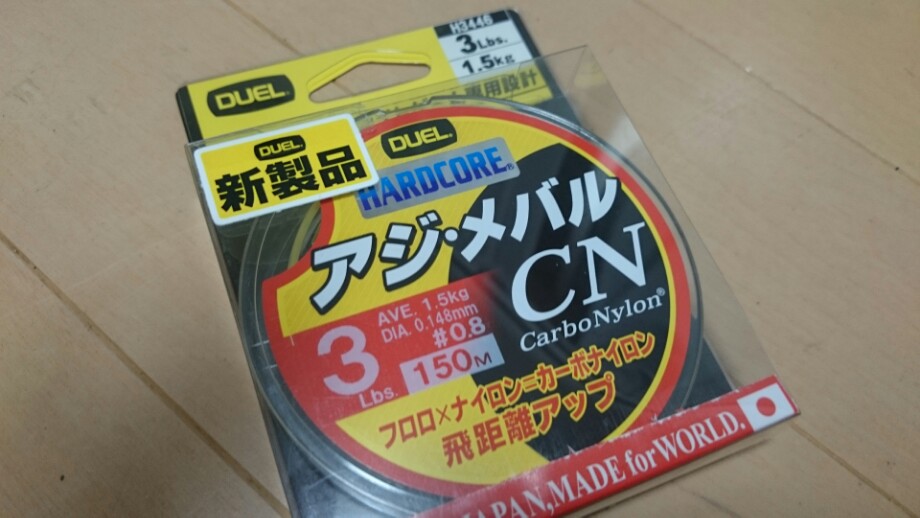 H3446
3Lbs.
1.5kg
DUEL®
専用設計
DUEL®
新製品
DUEL®
HARDCORE®
アジ・メバル
CN
CarboNylon®
AVE. 1.5kg
DIA. 0.148mm
#0.8
3Lbs.
150M
フロロ×ナイロン=カーボナイロン
飛距離アップ
JAPAN, MADE for WORLD.